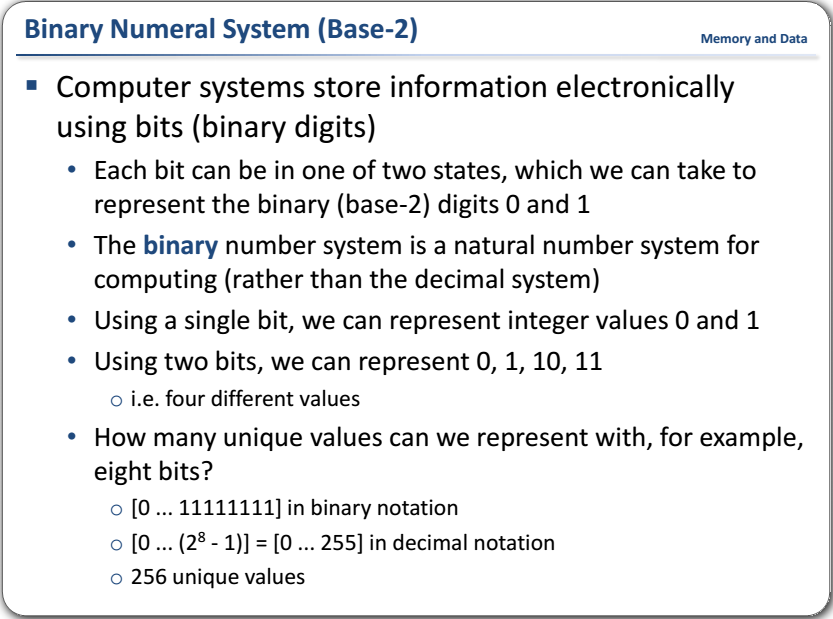 Binary Numeral System (Base-2)
Memory and Data
▪ Computer systems store information electronically
using bits (binary digits)
• Each bit can be in one of two states, which we can take to
represent the binary (base-2) digits 0 and 1
• The binary number system is a natural number system for
computing (rather than the decimal system)
• Using a single bit, we can represent integer values 0 and 1
• Using two bits, we can represent 0, 1, 10, 11
○ i.e. four different values
• How many unique values can we represent with, for example,
eight bits?
○ [0 ... 11111111] in binary notation
○ [0 ... (2⁸ - 1)] = [0 ... 255] in decimal notation
○ 256 unique values